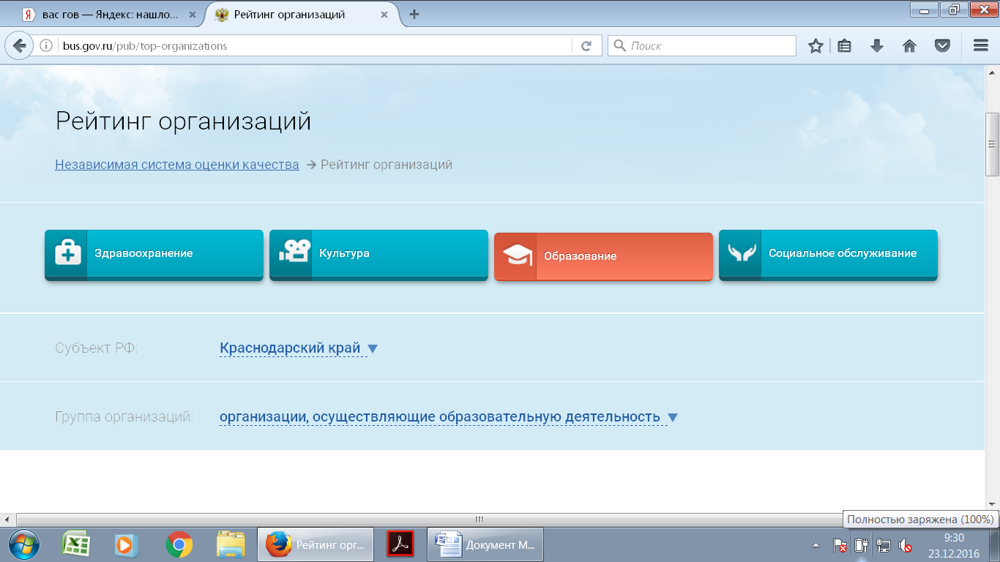 вас гов — Яндекс: нашло...
Рейтинг организаций
bus.gov.ru/pub/top-organizations
Поиск
Рейтинг организаций
Независимая система оценки качества → Рейтинг организаций
Здравоохранение
Культура
Образование
Социальное обслуживание
Субъект РФ:
Краснодарский край
Группа организаций:
организации, осуществляющие образовательную деятельность
Полностью заряжена (100%)
Рейтинг орг...
Документ M...
9:30
23.12.2016